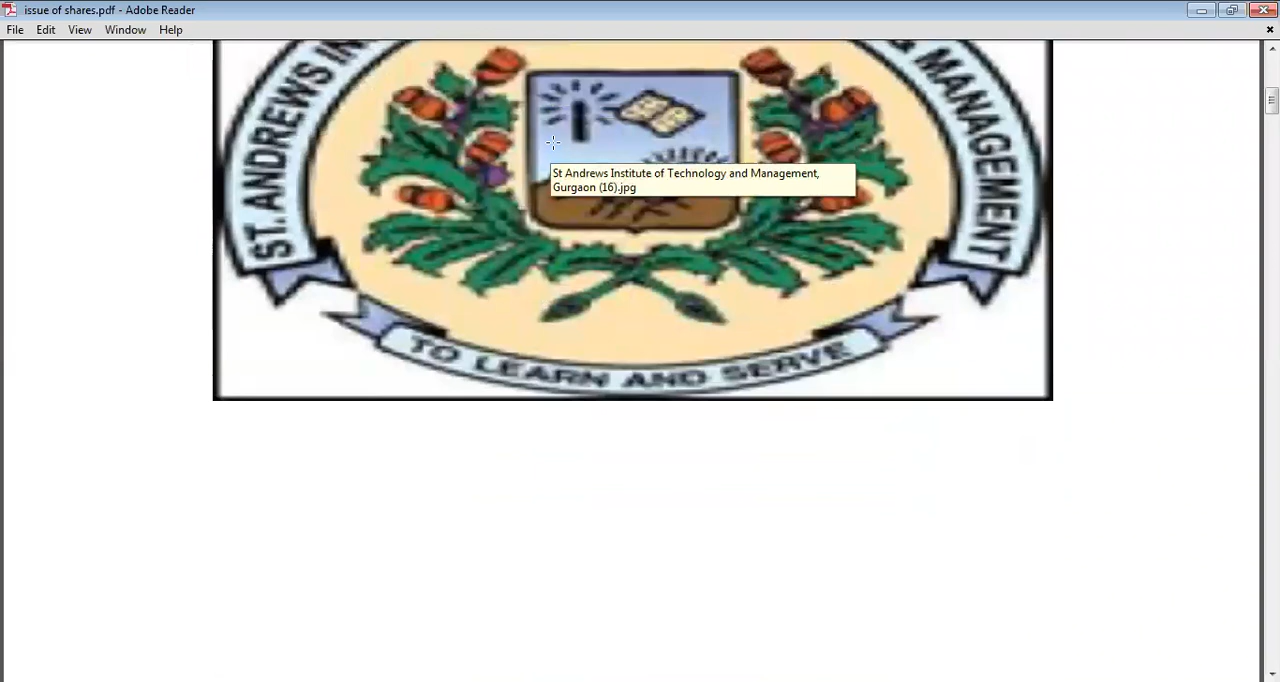 issue of shares.pdf - Adobe Reader
File Edit View Window Help
ST. ANDREWS IN
& MANAGEMENT
St Andrews Institute of Technology and Management,
Gurgaon (16).jpg
TO LEARN AND SERVE